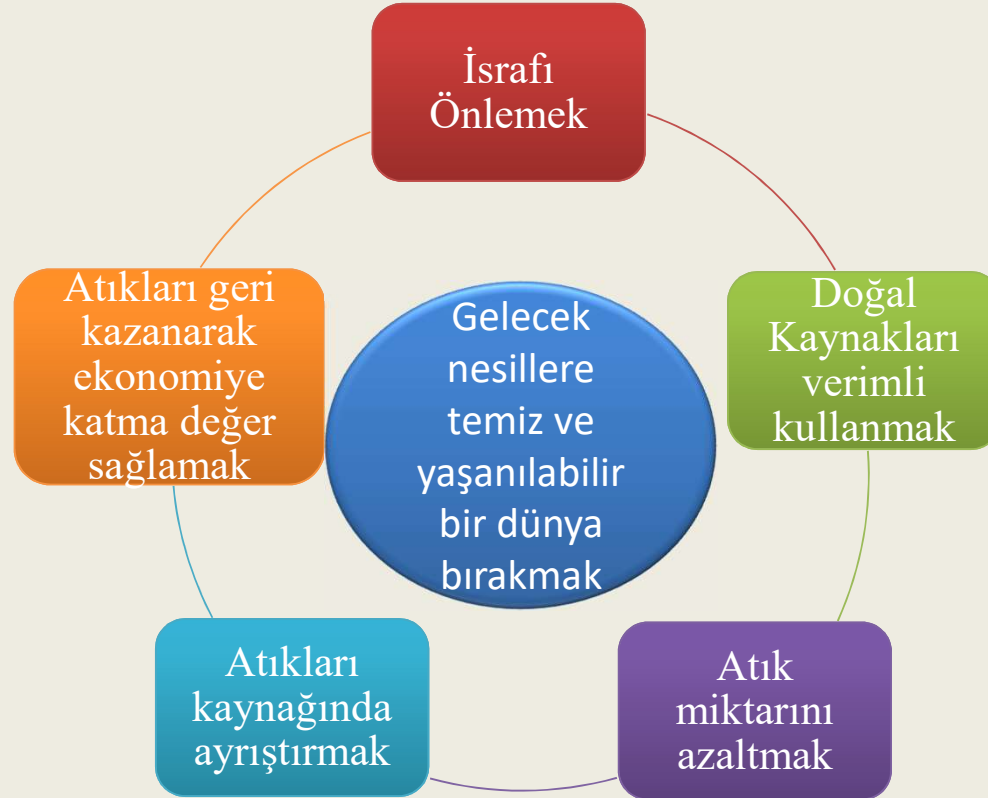 İsrafı
Önlemek
Doğal
Kaynakları
verimli
kullanmak
Atık
miktarını
azaltmak
Atıkları
kaynağında
ayrıştırmak
Atıkları geri
kazanarak
ekonomiye
katma değer
sağlamak
Gelecek
nesillere
temiz ve
yaşanılabilir
bir dünya
bırakmak